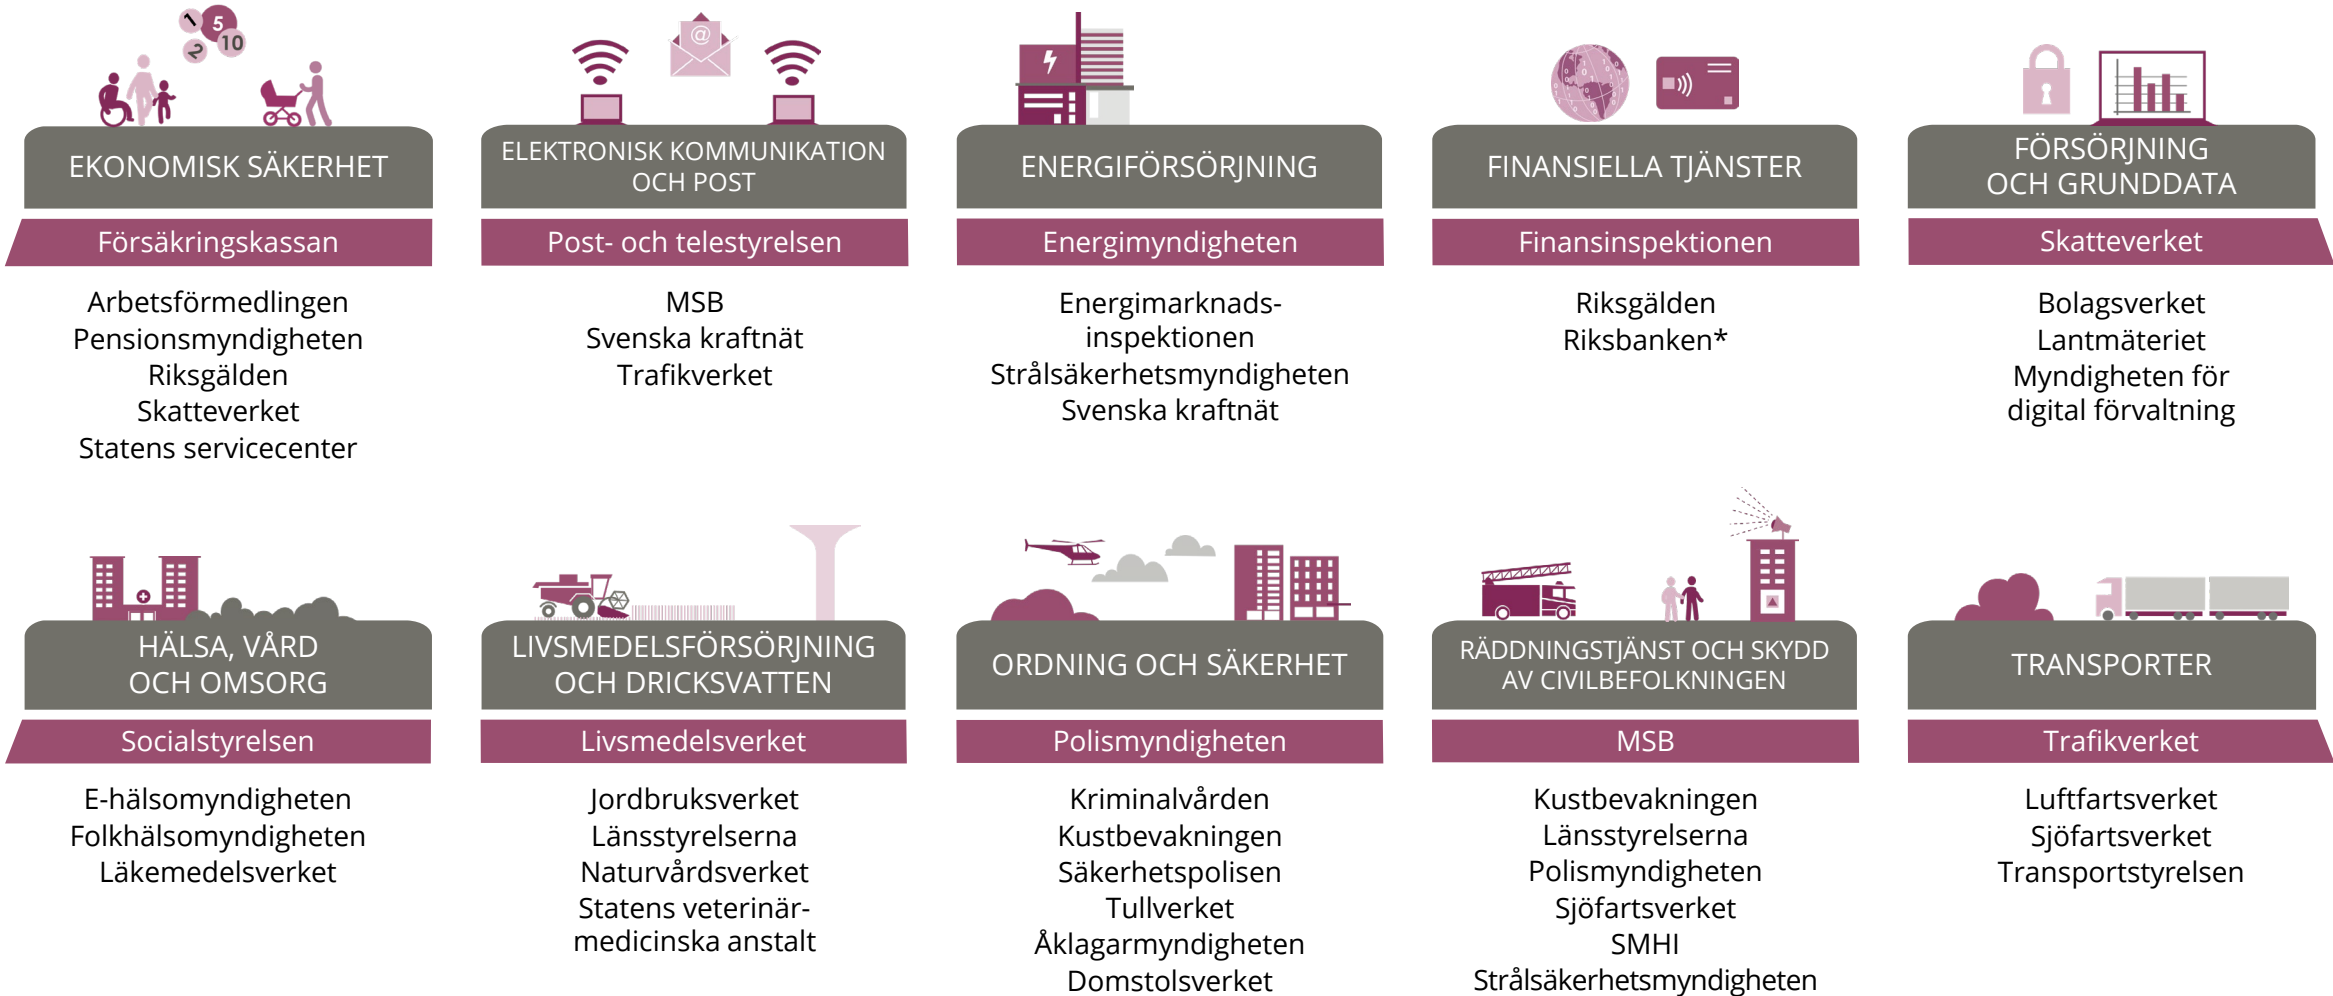 1
5
2
10
@
EKONOMISK SÄKERHET
Försäkringskassan
Arbetsförmedlingen
Pensionsmyndigheten
Riksgälden
Skatteverket
Statens servicecenter
ELEKTRONISK KOMMUNIKATION
OCH POST
Post- och telestyrelsen
MSB
Svenska kraftnät
Trafikverket
ENERGIFÖRSÖRJNING
Energimyndigheten
Energimarknads-
inspektionen
Strålsäkerhetsmyndigheten
Svenska kraftnät
FINANSIELLA TJÄNSTER
Finansinspektionen
Riksgälden
Riksbanken*
FÖRSÖRJNING
OCH GRUNDDATA
Skatteverket
Bolagsverket
Lantmäteriet
Myndigheten för
digital förvaltning
HÄLSA, VÅRD
OCH OMSORG
Socialstyrelsen
E-hälsomyndigheten
Folkhälsomyndigheten
Läkemedelsverket
LIVSMEDELSFÖRSÖRJNING
OCH DRICKSVATTEN
Livsmedelsverket
Jordbruksverket
Länsstyrelserna
Naturvårdsverket
Statens veterinär-
medicinska anstalt
ORDNING OCH SÄKERHET
Polismyndigheten
Kriminalvården
Kustbevakningen
Säkerhetspolisen
Tullverket
Åklagarmyndigheten
Domstolsverket
RÄDDNINGSTJÄNST OCH SKYDD
AV CIVILBEFOLKNINGEN
MSB
Kustbevakningen
Länsstyrelserna
Polismyndigheten
Sjöfartsverket
SMHI
Strålsäkerhetsmyndigheten
TRANSPORTER
Trafikverket
Luftfartsverket
Sjöfartsverket
Transportstyrelsen